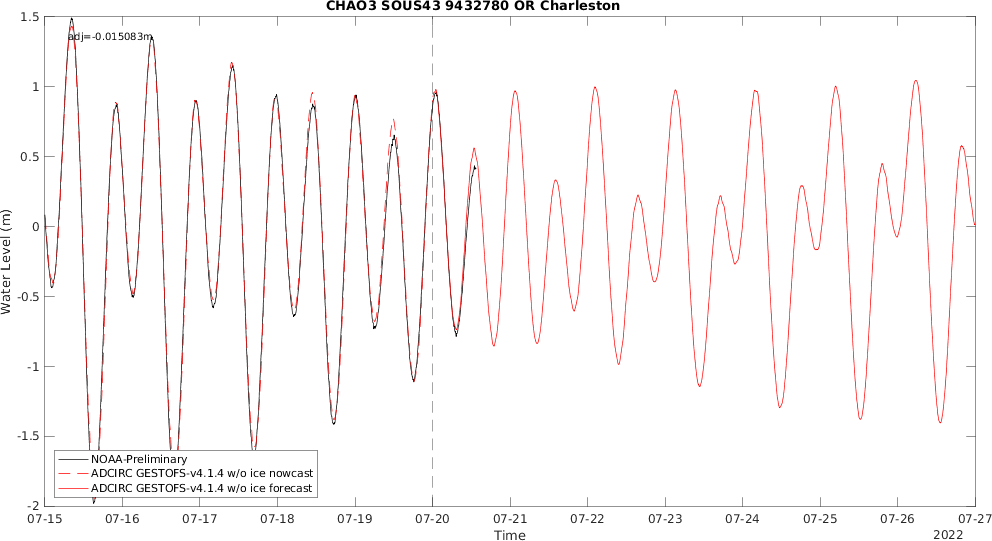 CHAO3 SOUS43 9432780 OR Charleston
adj=-0.015083m
1.5
1
0.5
0
-0.5
-1
-1.5
-2
Water Level (m)
NOAA-Preliminary
ADCIRC GESTOFS-v4.1.4 w/o ice nowcast
ADCIRC GESTOFS-v4.1.4 w/o ice forecast
07-15 07-16 07-17 07-18 07-19 07-20 07-21 07-22 07-23 07-24 07-25 07-26 07-27
Time
2022